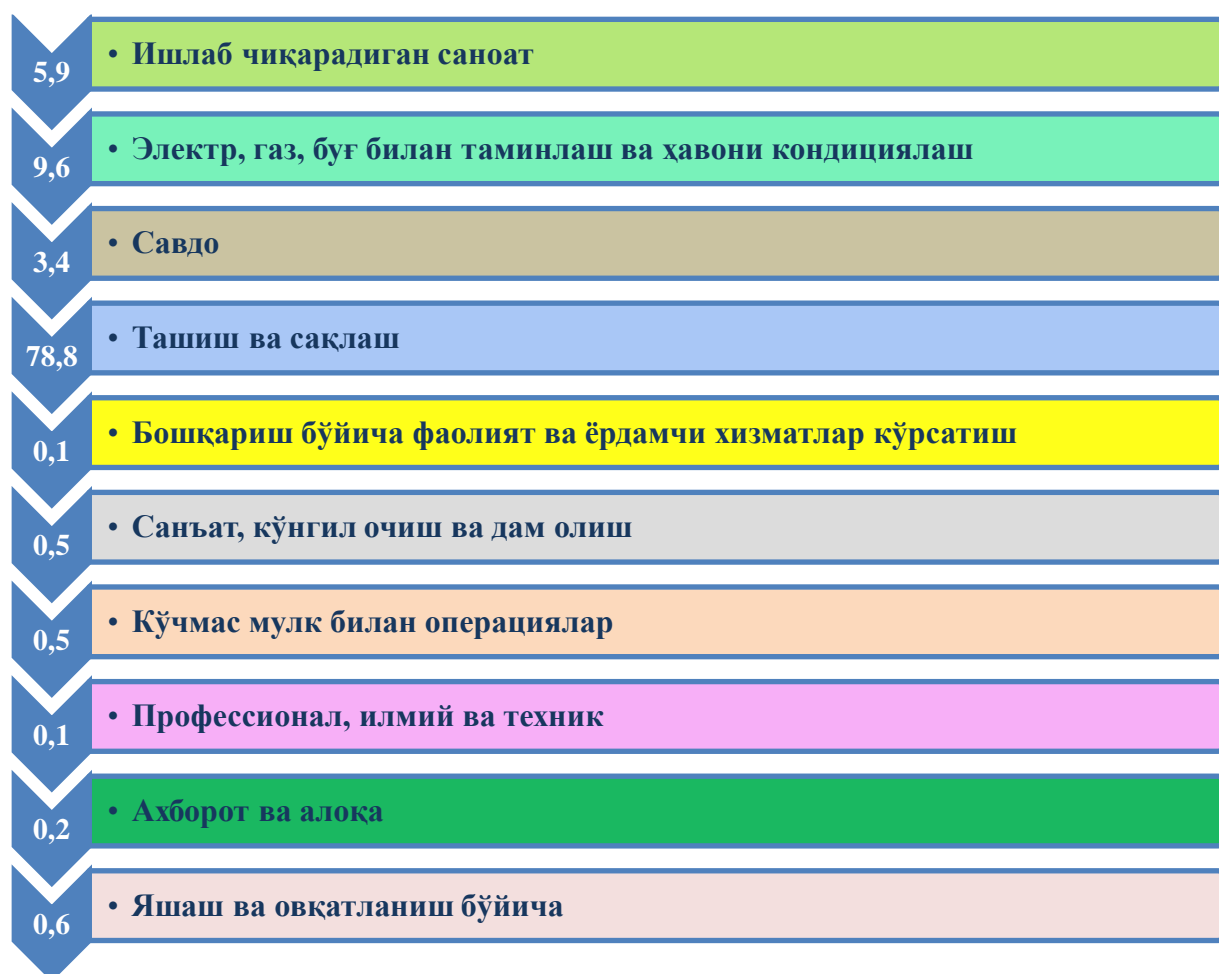 5,9
• Ишлаб чиқарадиган саноат
9,6
• Электр, газ, буғ билан таминлаш ва ҳавони кондициялаш
3,4
• Савдо
78,8
• Ташиш ва сақлаш
0,1
• Бошқариш бўйича фаолият ва ёрдамчи хизматлар кўрсатиш
0,5
• Санъат, кўнгил очиш ва дам олиш
0,5
• Кўчмас мулк билан операциялар
0,1
• Профессионал, илмий ва техник
0,2
• Ахборот ва алоқа
0,6
• Яшаш ва овқатланиш бўйича